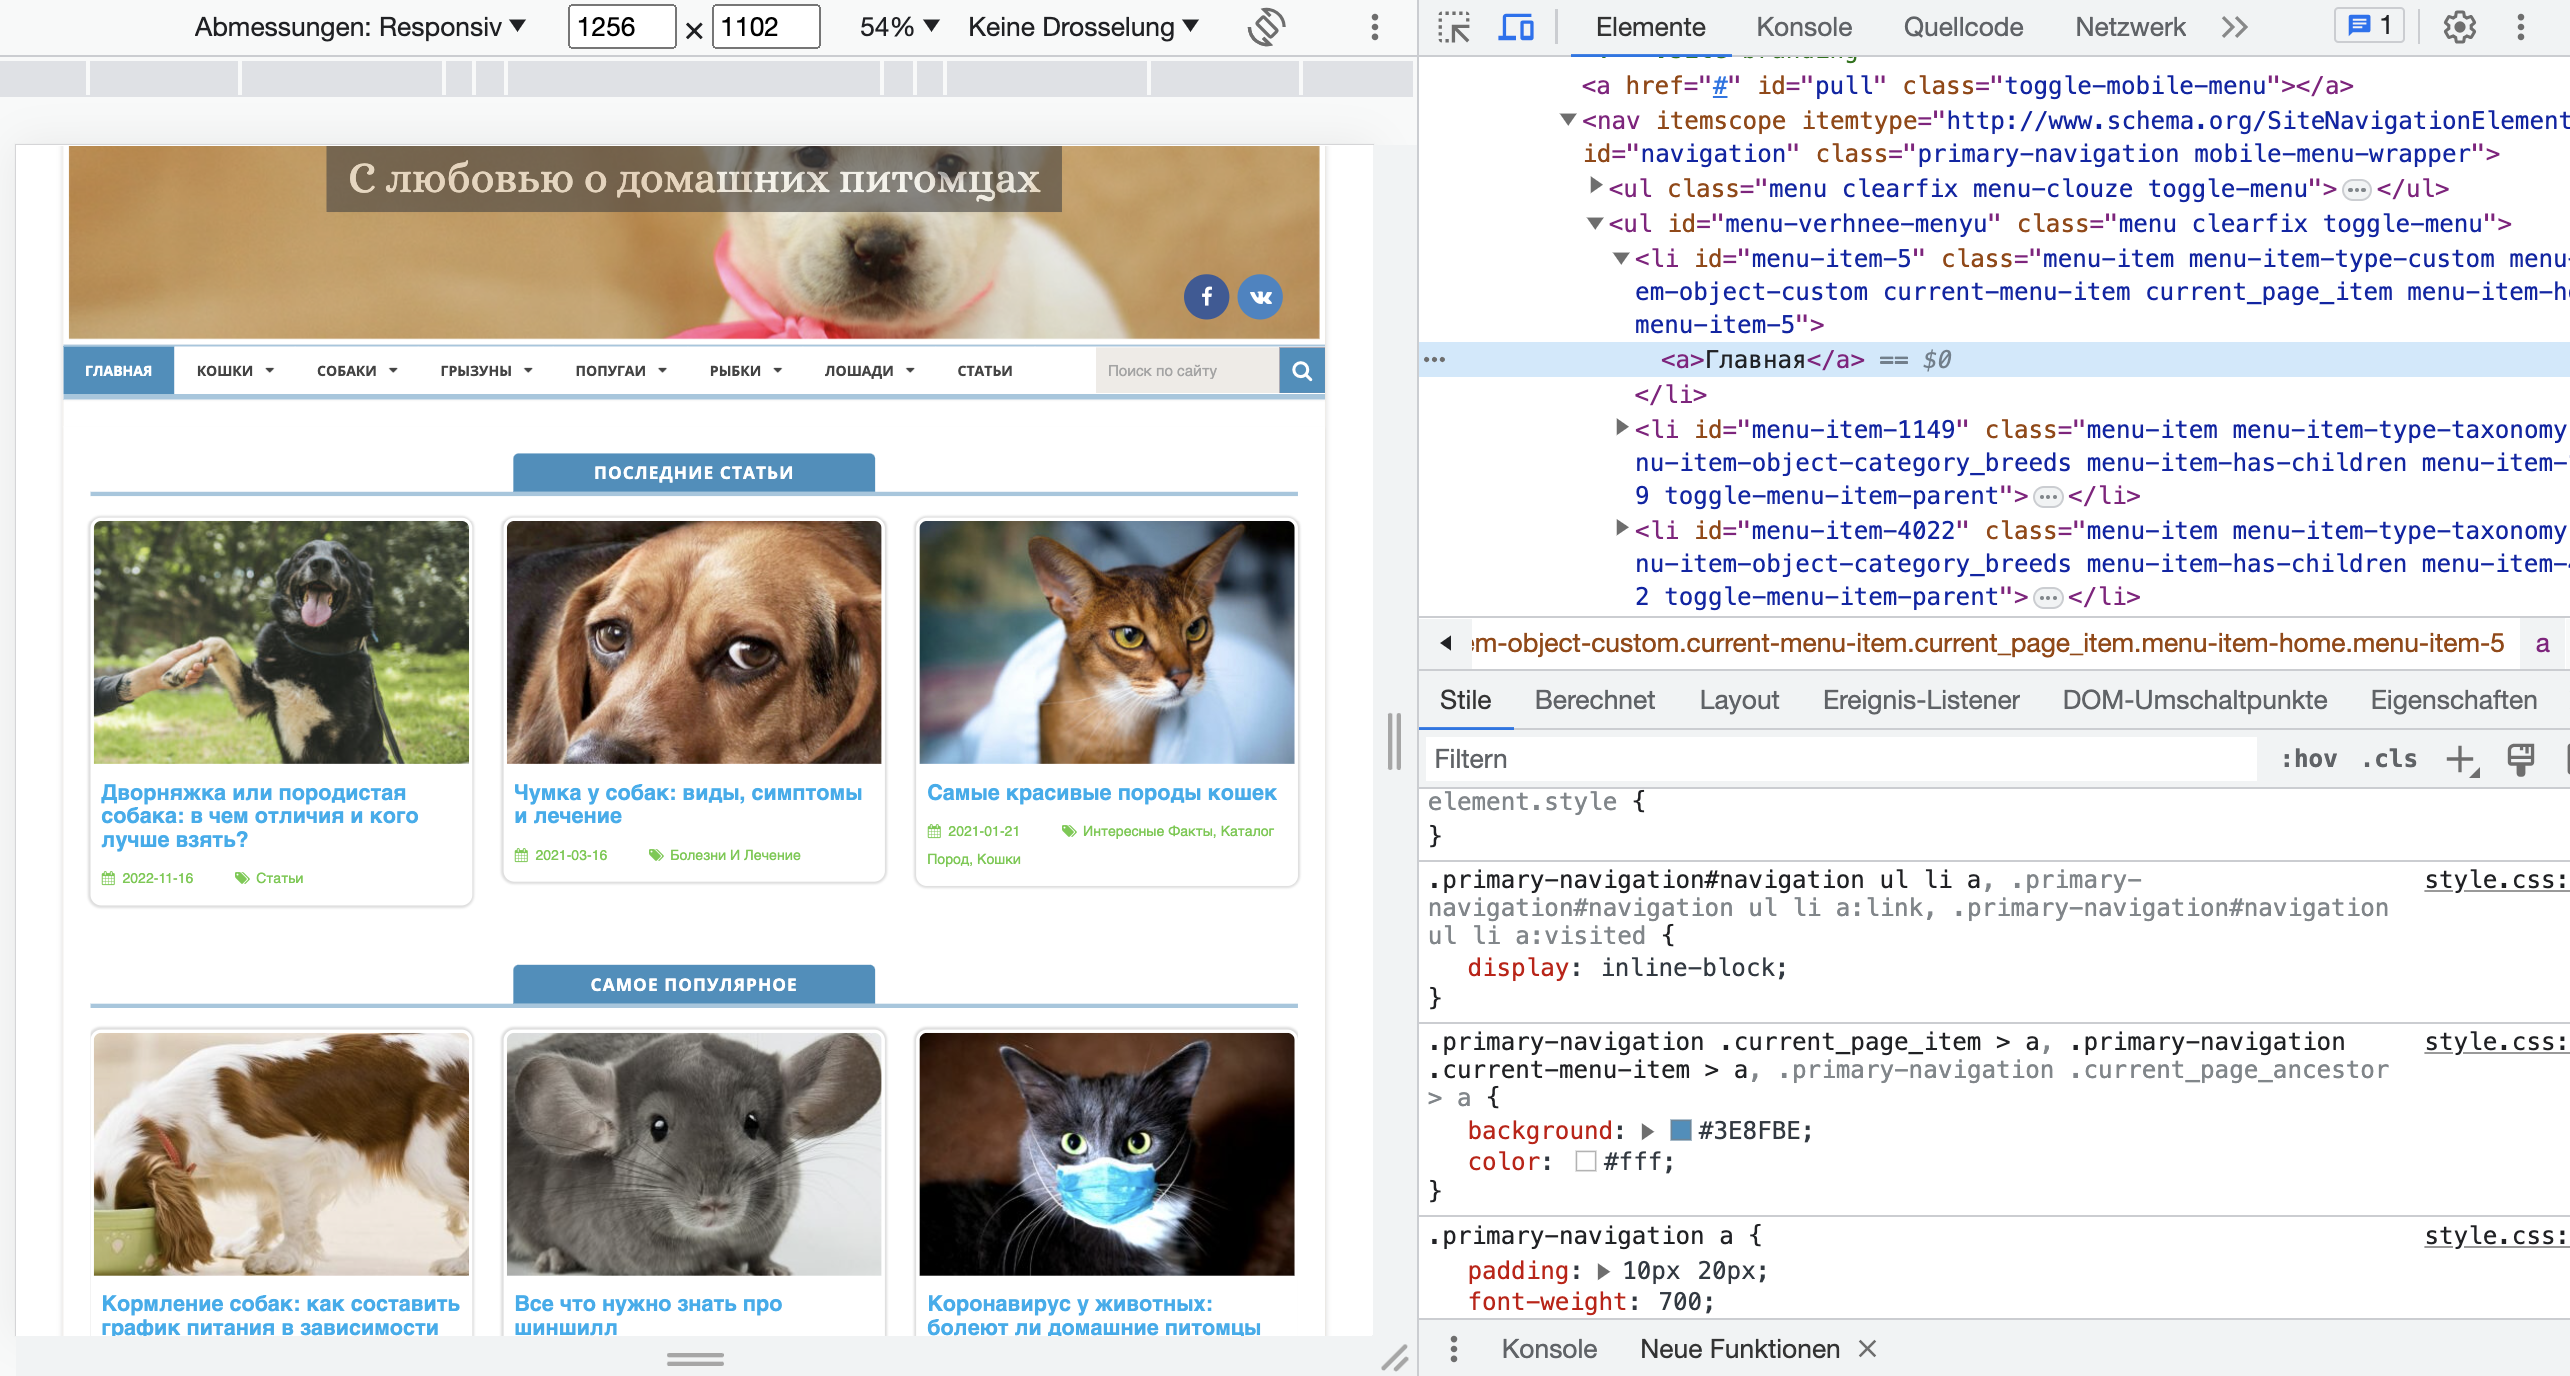 Abmessungen: Responsiv ▼ 1256 × 1102 54% ▼ Keine Drosselung ▼
С любовью о домашних питомцах
ГЛАВНАЯ КОШКИ СОБАКИ ГРЫЗУНЫ ПОПУГАИ РЫБКИ ЛОШАДИ СТАТЬИ Поиск по сайту
ПОСЛЕДНИЕ СТАТЬИ
Дворняжка или породистая
собака: в чем отличия и кого
лучше взять?
2022-11-16 Статьи
Чумка у собак: виды, симптомы
и лечение
2021-03-16 Болезни И Лечение
Самые красивые породы кошек
2021-01-21 Интересные Факты, Каталог
Пород, Кошки
САМОЕ ПОПУЛЯРНОЕ
Кормление собак: как составить
график питания в зависимости
Все что нужно знать про
шиншилл
Коронавирус у животных:
болеют ли домашние питомцы
Elemente Konsole Quellcode Netzwerk 1
<a href="#" id="pull" class="toggle-mobile-menu"></a>
<nav itemscope itemtype="http://www.schema.org/SiteNavigationElement
id="navigation" class="primary-navigation mobile-menu-wrapper">
<ul class="menu clearfix menu-clouze toggle-menu"> ⋯ </ul>
<ul id="menu-verhnee-menyu" class="menu clearfix toggle-menu">
<li id="menu-item-5" class="menu-item menu-item-type-custom menu-
em-object-custom current-menu-item current_page_item menu-item-h
menu-item-5">
<a>Главная</a> == $0
</li>
<li id="menu-item-1149" class="menu-item menu-item-type-taxonomy
nu-item-object-category_breeds menu-item-has-children menu-item-
9 toggle-menu-item-parent"> ⋯ </li>
<li id="menu-item-4022" class="menu-item menu-item-type-taxonomy
nu-item-object-category_breeds menu-item-has-children menu-item-
2 toggle-menu-item-parent"> ⋯ </li>
em-object-custom.current-menu-item.current_page_item.menu-item-home.menu-item-5 a
Stile Berechnet Layout Ereignis-Listener DOM-Umschaltpunkte Eigenschaften
Filtern :hov .cls
element.style {
}
.primary-navigation#navigation ul li a, .primary- style.css:
navigation#navigation ul li a:link, .primary-navigation#navigation
ul li a:visited {
display: inline-block;
}
.primary-navigation .current_page_item > a, .primary-navigation style.css:
.current-menu-item > a, .primary-navigation .current_page_ancestor
> a {
background: #3E8FBE;
color: #fff;
}
.primary-navigation a { style.css:
padding: 10px 20px;
font-weight: 700;
Konsole Neue Funktionen ×